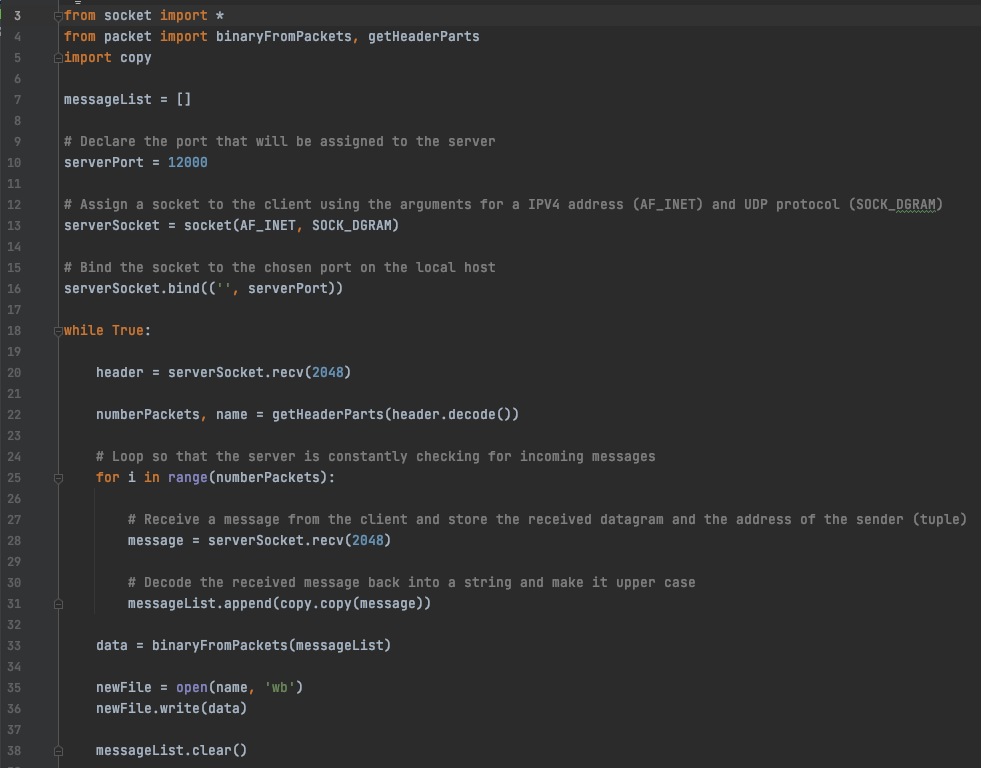 3 from socket import *
4 from packet import binaryFromPackets, getHeaderParts
5 import copy
6
7 messageList = []
8
9 # Declare the port that will be assigned to the server
10 serverPort = 12000
11
12 # Assign a socket to the client using the arguments for a IPV4 address (AF_INET) and UDP protocol (SOCK_DGRAM)
13 serverSocket = socket(AF_INET, SOCK_DGRAM)
14
15 # Bind the socket to the chosen port on the local host
16 serverSocket.bind(('', serverPort))
17
18 while True:
19
20     header = serverSocket.recv(2048)
21
22     numberPackets, name = getHeaderParts(header.decode())
23
24     # Loop so that the server is constantly checking for incoming messages
25     for i in range(numberPackets):
26
27         # Receive a message from the client and store the received datagram and the address of the sender (tuple)
28         message = serverSocket.recv(2048)
29
30         # Decode the received message back into a string and make it upper case
31         messageList.append(copy.copy(message))
32
33     data = binaryFromPackets(messageList)
34
35     newFile = open(name, 'wb')
36     newFile.write(data)
37
38     messageList.clear()